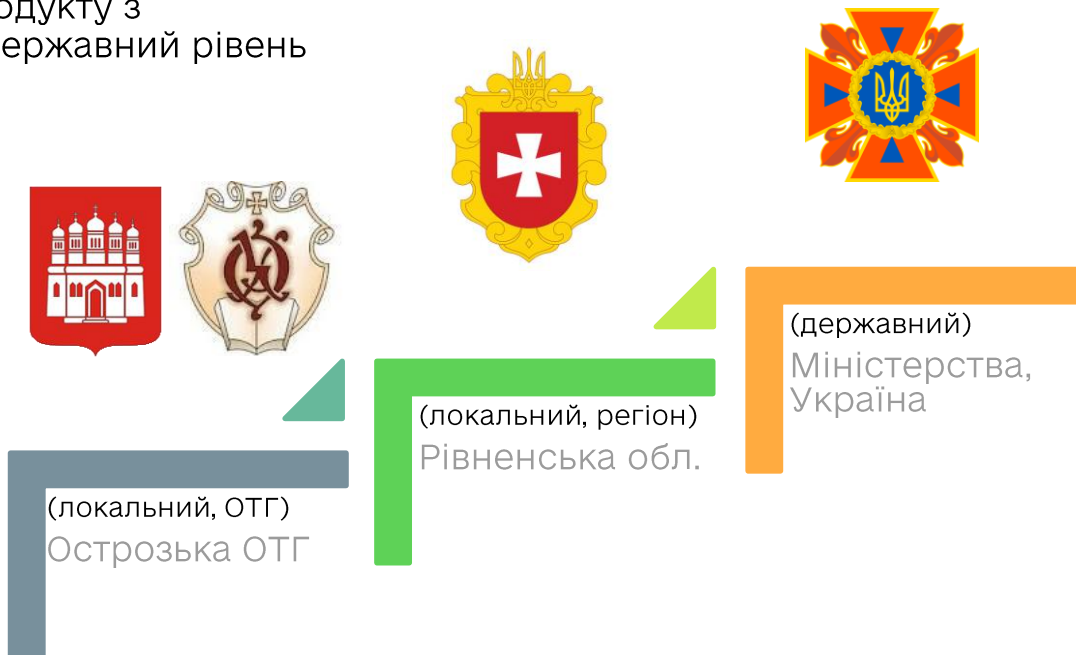 одукту з
ержавний рівень
(державний)
Міністерства,
Україна
(локальний, регіон)
Рівненська обл.
(локальний, ОТГ)
Острозька ОТГ